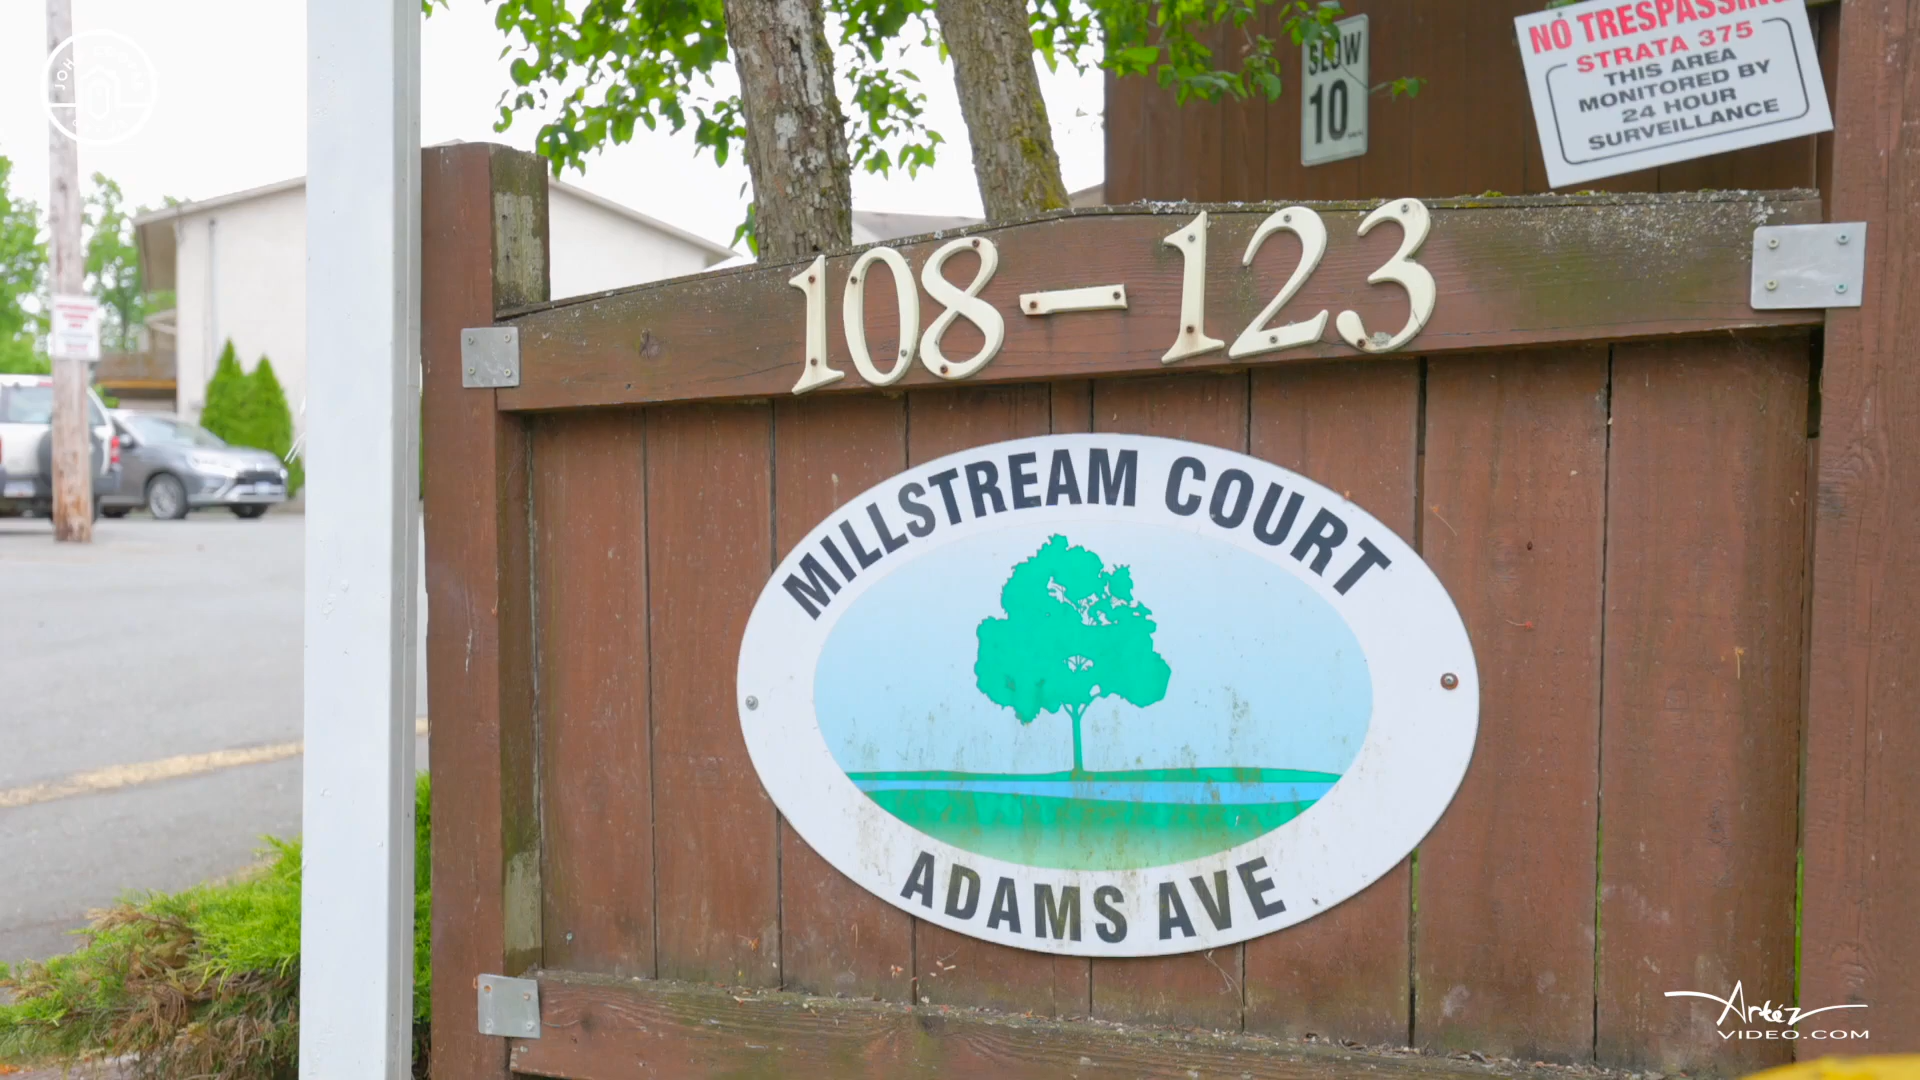 NO TRESPASSING
STRATA 375
THIS AREA
MONITORED BY
24 HOUR
SURVEILLANCE
SLOW
10
108-123
MILLSTREAM COURT
ADAMS AVE
Artéz
VIDEO.COM